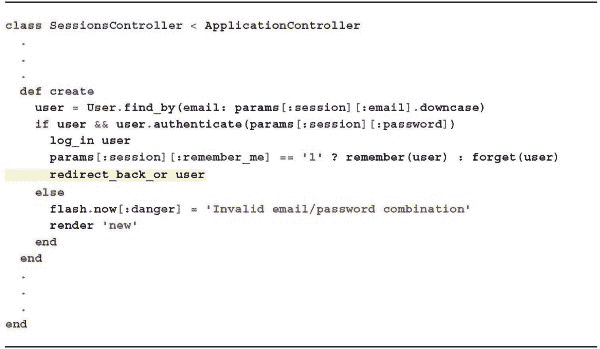 class SessionsController < ApplicationController
  .
  .
  .
  def create
    user = User.find_by(email: params[:session][:email].downcase)
    if user && user.authenticate(params[:session][:password])
      log_in user
      params[:session][:remember_me] == '1' ? remember(user) : forget(user)
      redirect_back_or user
    else
      flash.now[:danger] = 'Invalid email/password combination'
      render 'new'
    end
  end
  .
  .
  .
end